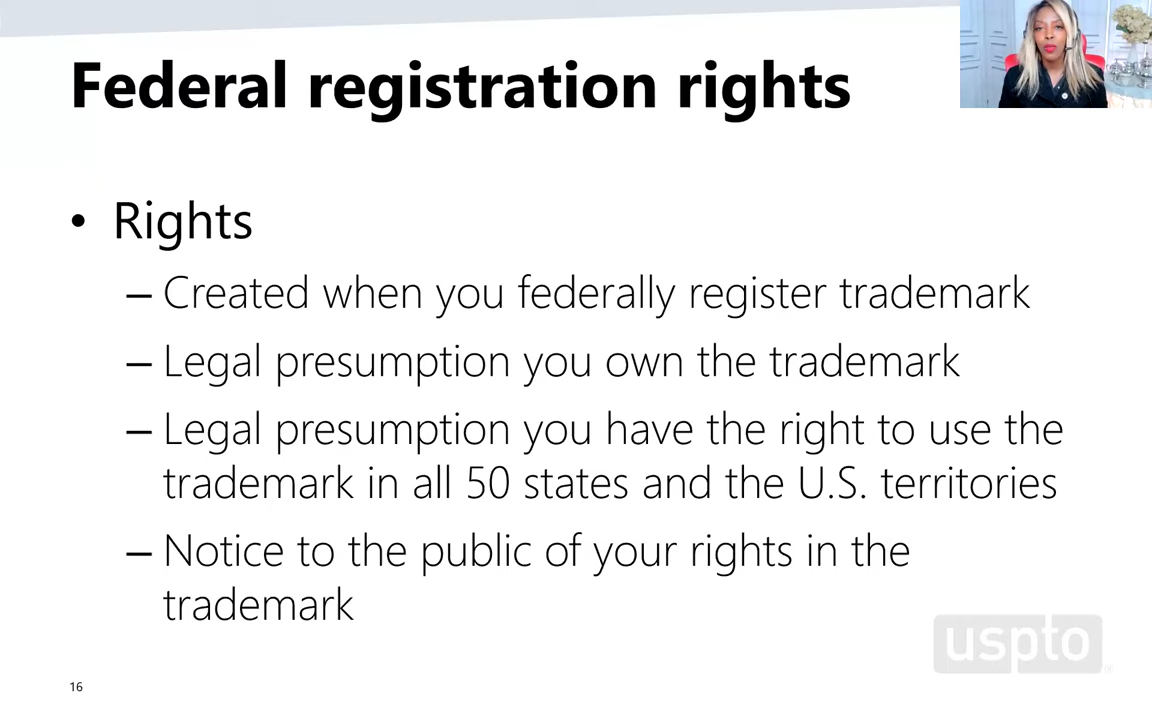 Federal registration rights
• Rights
– Created when you federally register trademark
– Legal presumption you own the trademark
– Legal presumption you have the right to use the
trademark in all 50 states and the U.S. territories
– Notice to the public of your rights in the
trademark
uspto
16